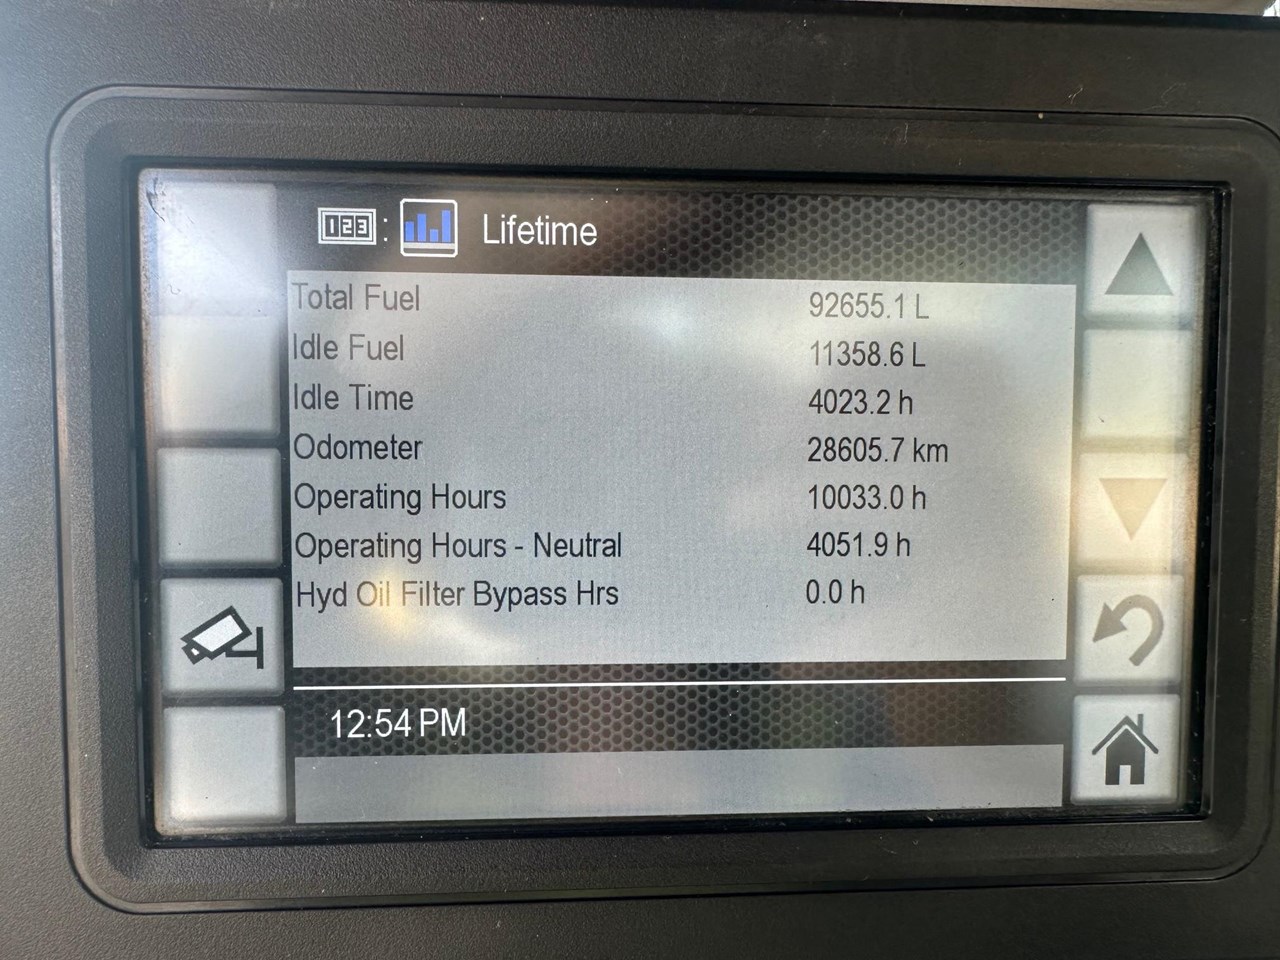 123 : Lifetime
Total Fuel 92655.1 L
Idle Fuel 11358.6 L
Idle Time 4023.2 h
Odometer 28605.7 km
Operating Hours 10033.0 h
Operating Hours - Neutral 4051.9 h
Hyd Oil Filter Bypass Hrs 0.0 h
12:54 PM